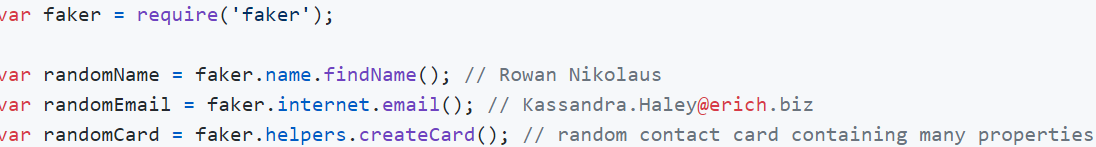 var faker = require('faker');
var randomName = faker.name.findName(); // Rowan Nikolaus
var randomEmail = faker.internet.email(); // Kassandra.Haley@erich.biz
var randomCard = faker.helpers.createCard(); // random contact card containing many properties